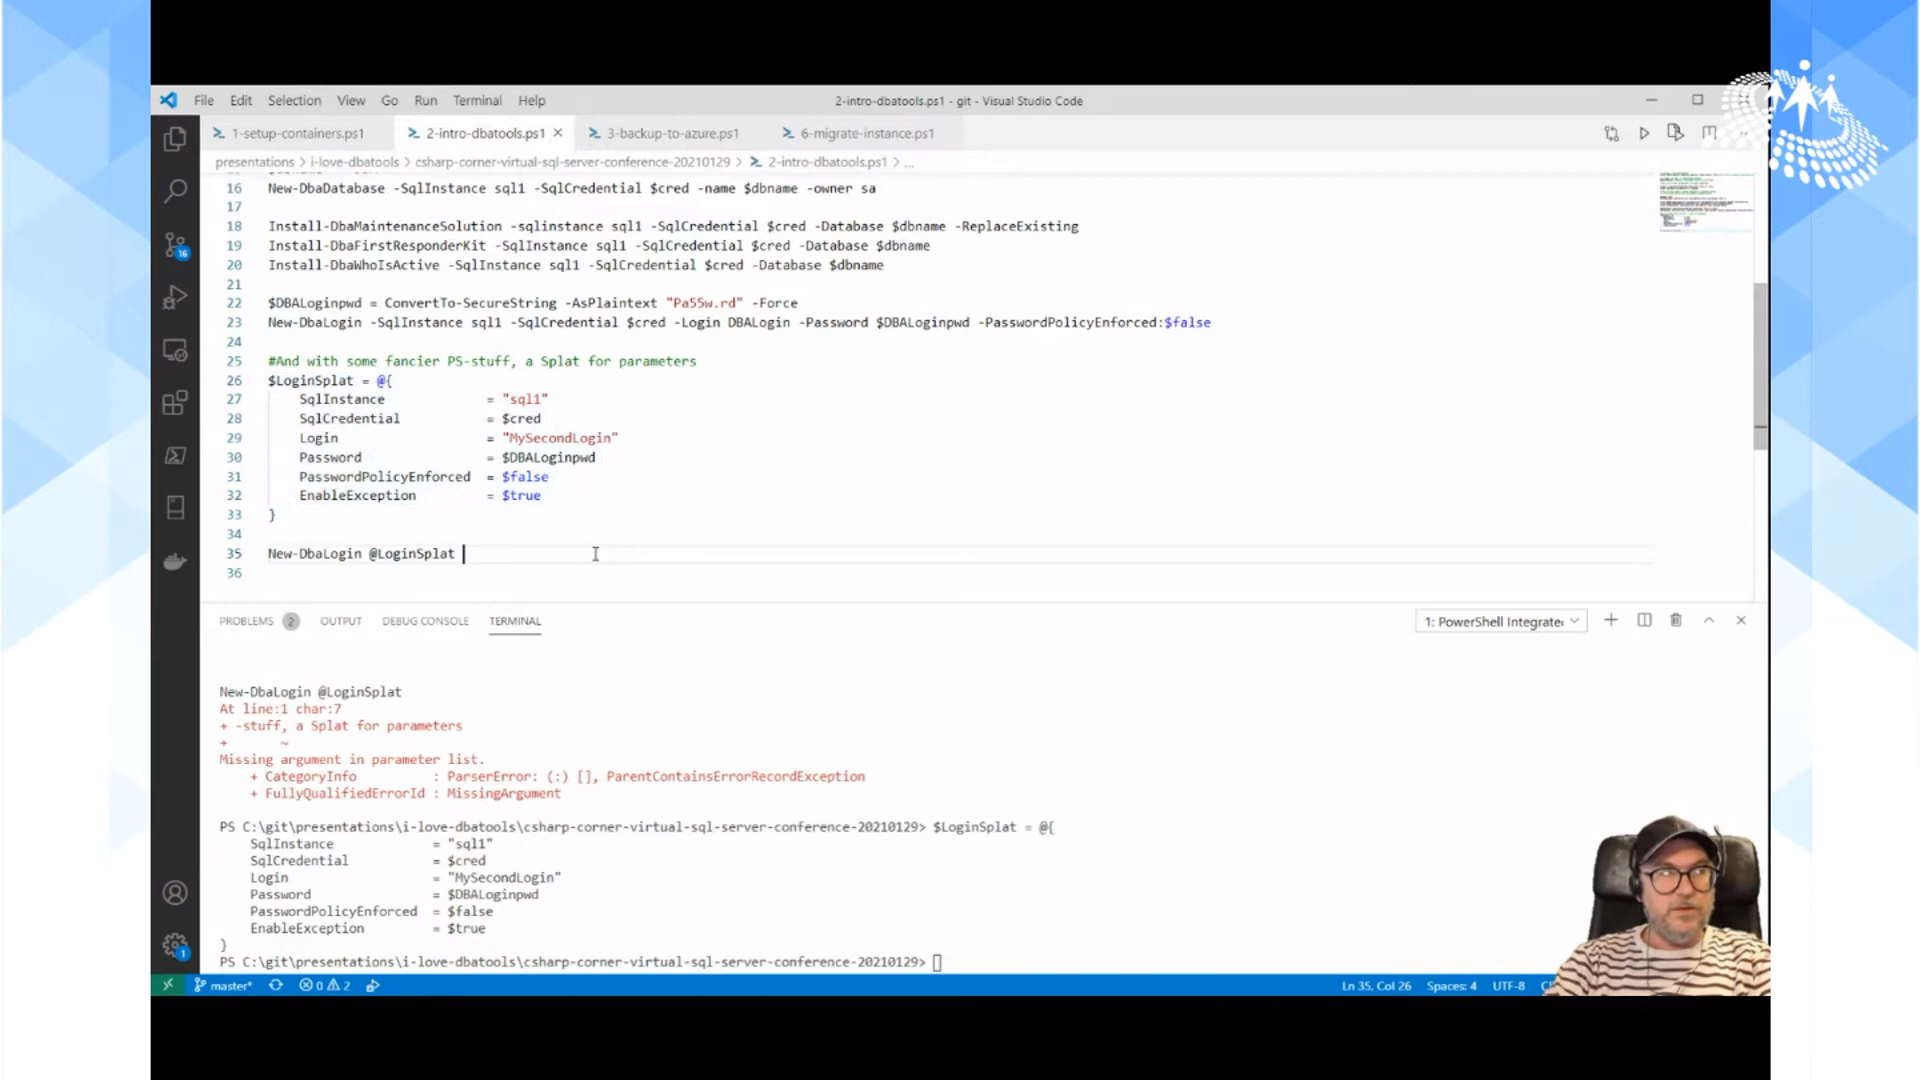 File Edit Selection View Go Run Terminal Help 2-intro-dbatools.ps1 - git - Visual Studio Code
1-setup-containers.ps1 2-intro-dbatools.ps1 3-backup-to-azure.ps1 6-migrate-instance.ps1
presentations > i-love-dbatools > csharp-corner-virtual-sql-server-conference-20210129 > 2-intro-dbatools.ps1 > ...
16 New-DbaDatabase -SqlInstance sql1 -SqlCredential $cred -name $dbname -owner sa
17
18 Install-DbaMaintenanceSolution -sqlinstance sql1 -SqlCredential $cred -Database $dbname -ReplaceExisting
19 Install-DbaFirstResponderKit -SqlInstance sql1 -SqlCredential $cred -Database $dbname
20 Install-DbaWhoIsActive -SqlInstance sql1 -SqlCredential $cred -Database $dbname
21
22 $DBALoginpwd = ConvertTo-SecureString -AsPlaintext "Pa55w.rd" -Force
23 New-DbaLogin -SqlInstance sql1 -SqlCredential $cred -Login DBALogin -Password $DBALoginpwd -PasswordPolicyEnforced:$false
24
25 #And with some fancier PS-stuff, a Splat for parameters
26 $LoginSplat = @{
27 SqlInstance = "sql1"
28 SqlCredential = $cred
29 Login = "MySecondLogin"
30 Password = $DBALoginpwd
31 PasswordPolicyEnforced = $false
32 EnableException = $true
33 }
34
35 New-DbaLogin @LoginSplat
36
PROBLEMS 2 OUTPUT DEBUG CONSOLE TERMINAL 1: PowerShell Integrate
New-DbaLogin @LoginSplat
At line:1 char:7
+ -stuff, a Splat for parameters
+ ~
Missing argument in parameter list.
+ CategoryInfo : ParserError: (:) [], ParentContainsErrorRecordException
+ FullyQualifiedErrorId : MissingArgument
PS C:\git\presentations\i-love-dbatools\csharp-corner-virtual-sql-server-conference-20210129> $LoginSplat = @{
SqlInstance = "sql1"
SqlCredential = $cred
Login = "MySecondLogin"
Password = $DBALoginpwd
PasswordPolicyEnforced = $false
EnableException = $true
}
PS C:\git\presentations\i-love-dbatools\csharp-corner-virtual-sql-server-conference-20210129>
master* 0 2 Ln 35, Col 26 Spaces: 4 UTF-8
16
1